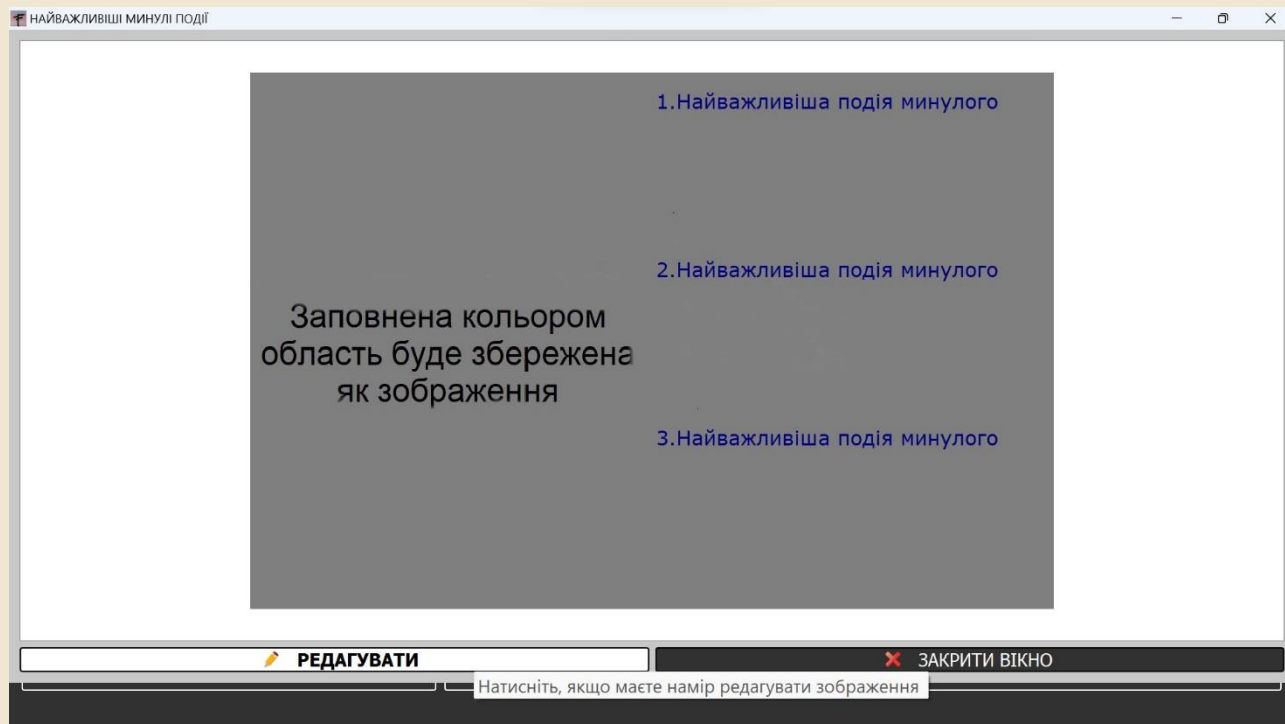 НАЙВАЖЛИВІШІ МИНУЛІ ПОДІЇ
1.Найважливіша подія минулого
2.Найважливіша подія минулого
Заповнена кольором
область буде збережена
як зображення
3.Найважливіша подія минулого
РЕДАГУВАТИ
ЗАКРИТИ ВІКНО
Натисніть, якщо маєте намір редагувати зображення